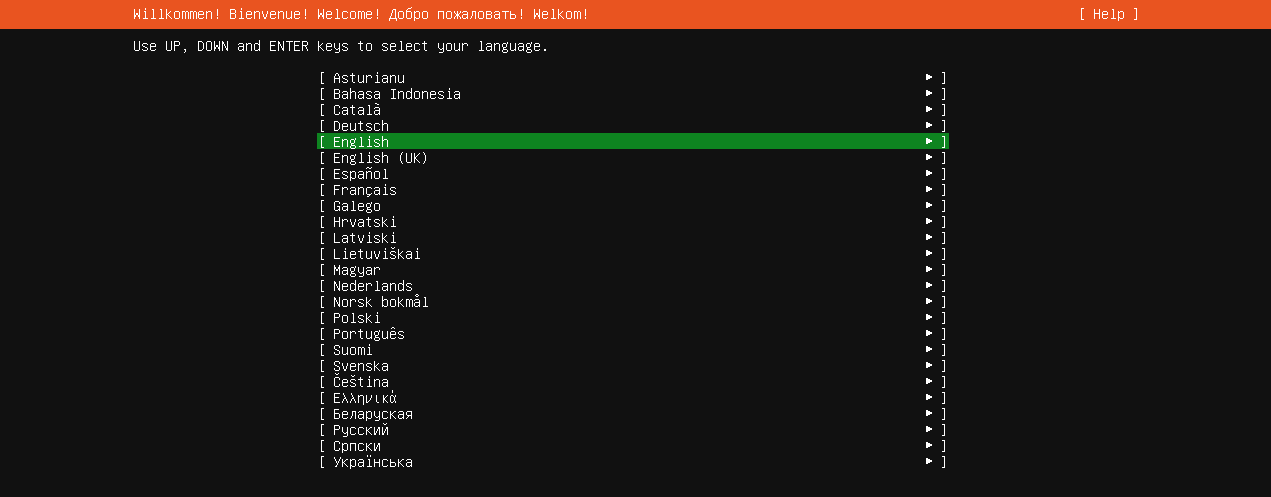 Willkommen! Bienvenue! Welcome! Добро пожаловать! Welkom! [ Help ]
Use UP, DOWN and ENTER keys to select your language.
[ Asturianu ► ]
[ Bahasa Indonesia ► ]
[ Català ► ]
[ Deutsch ► ]
[ English ► ]
[ English (UK) ► ]
[ Español ► ]
[ Français ► ]
[ Galego ► ]
[ Hrvatski ► ]
[ Latviski ► ]
[ Lietuviškai ► ]
[ Magyar ► ]
[ Nederlands ► ]
[ Norsk bokmål ► ]
[ Polski ► ]
[ Português ► ]
[ Suomi ► ]
[ Svenska ► ]
[ Čeština ► ]
[ Ελληνικά ► ]
[ Беларуская ► ]
[ Русский ► ]
[ Српски ► ]
[ Українська ► ]